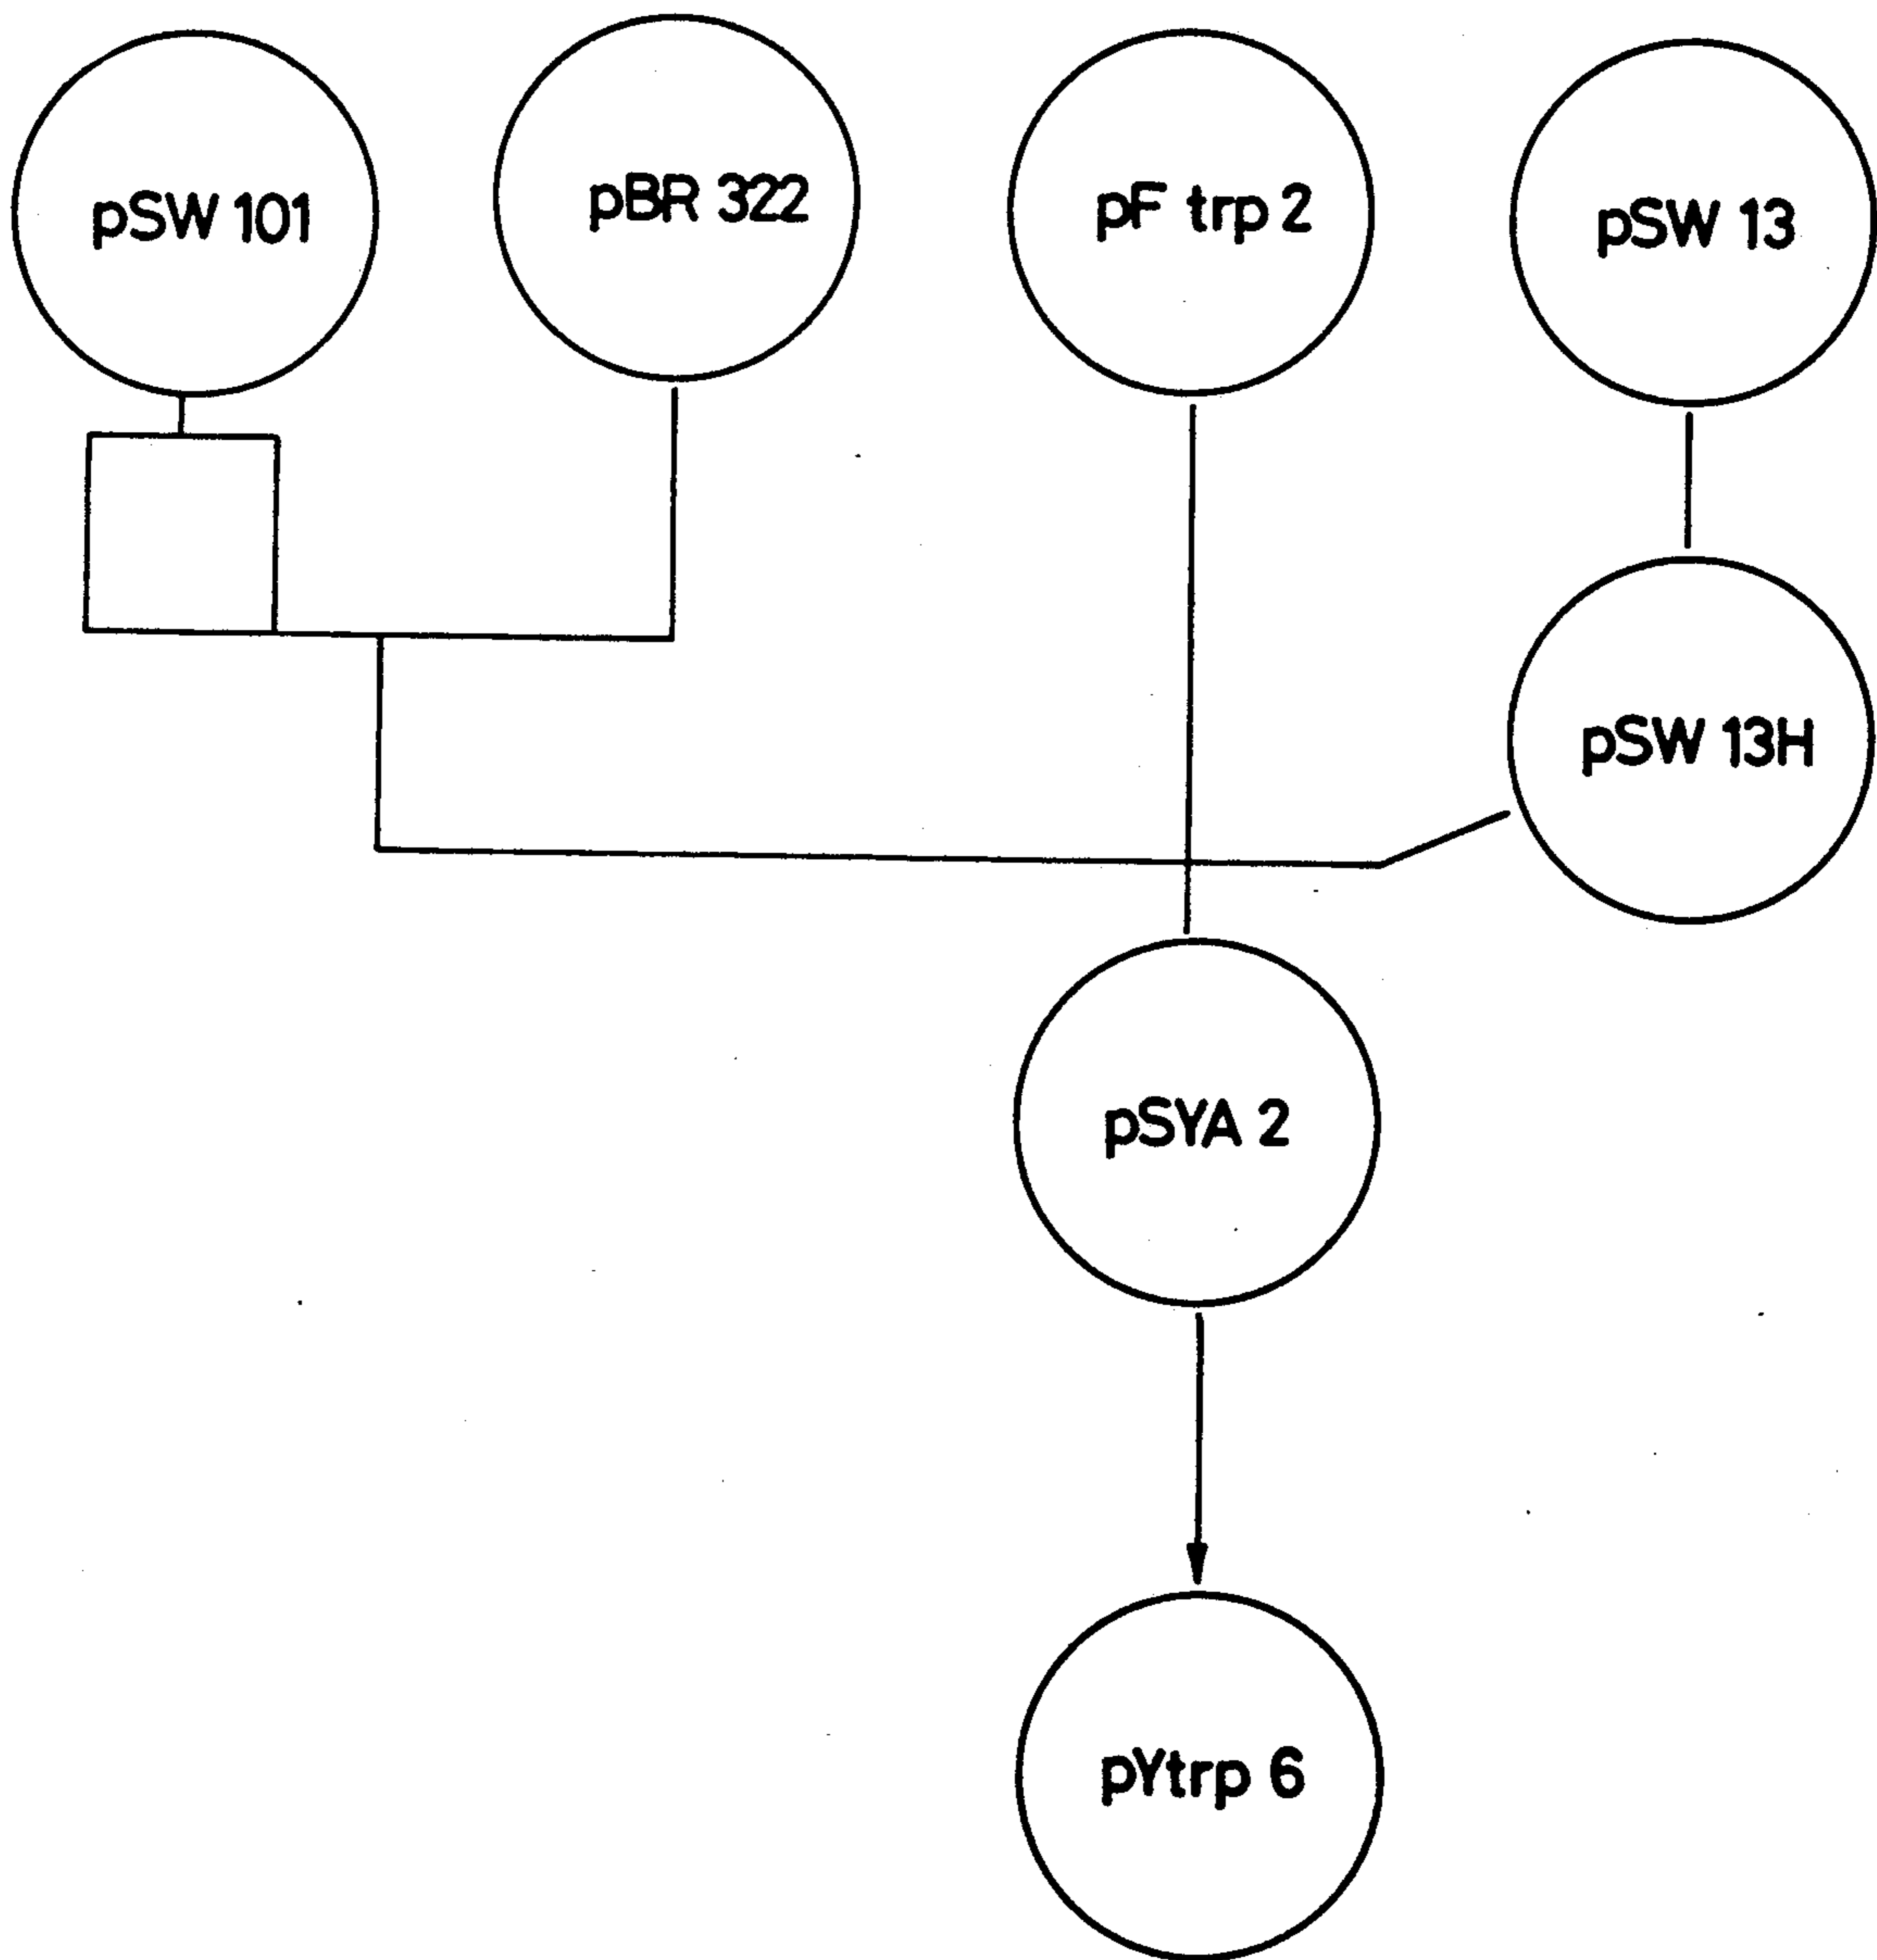 pSW 101
pBR 322
pF trp 2
pSW 13
pSW 13H
pSYA 2
pYtrp 6